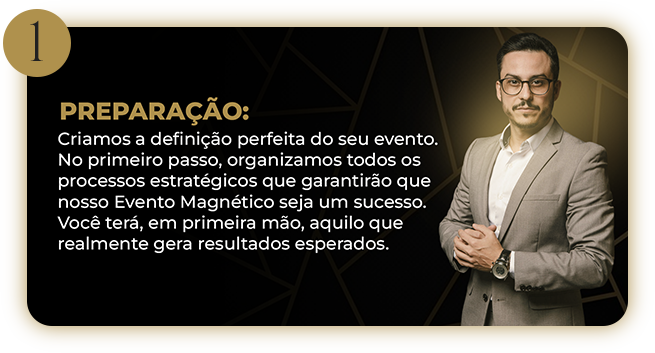 1
PREPARAÇÃO:
Criamos a definição perfeita do seu evento.
No primeiro passo, organizamos todos os
processos estratégicos que garantirão que
nosso Evento Magnético seja um sucesso.
Você terá, em primeira mão, aquilo que
realmente gera resultados esperados.